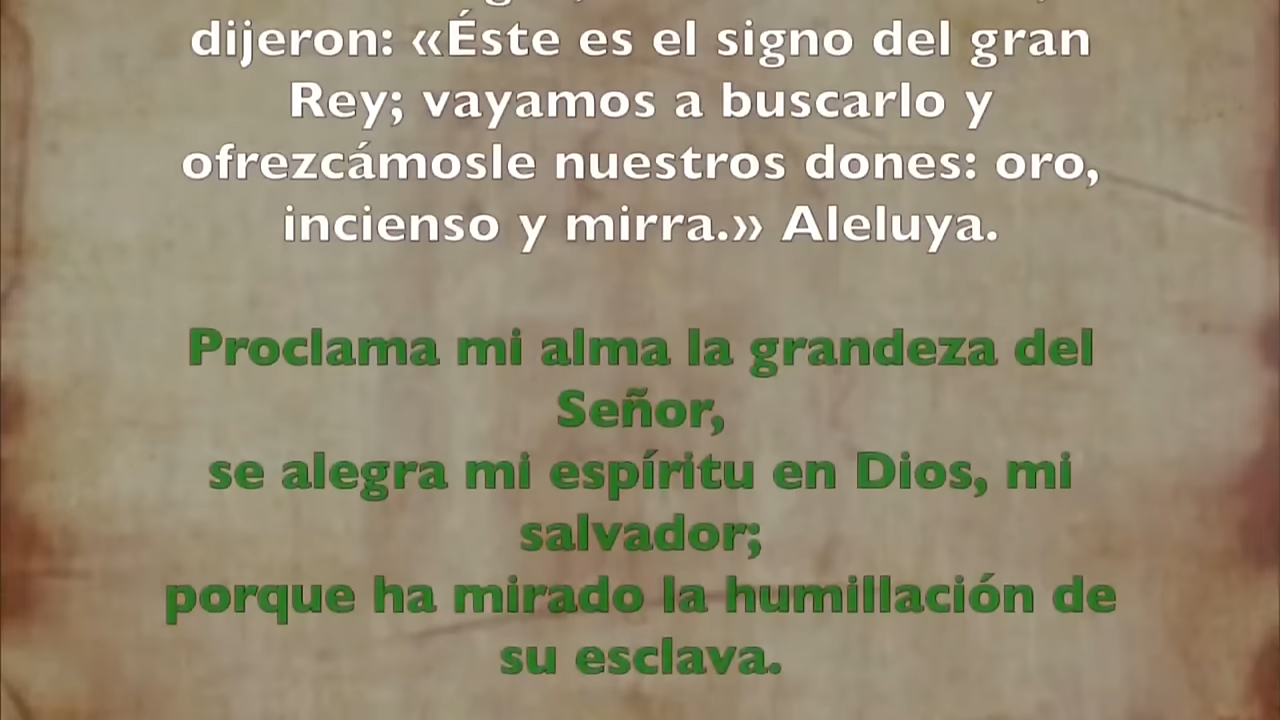 dijeron: «Éste es el signo del gran
Rey; vayamos a buscarlo y
ofrezcámosle nuestros dones: oro,
incienso y mirra.» Aleluya.
Proclama mi alma la grandeza del
Señor,
se alegra mi espíritu en Dios, mi
salvador;
porque ha mirado la humillación de
su esclava.